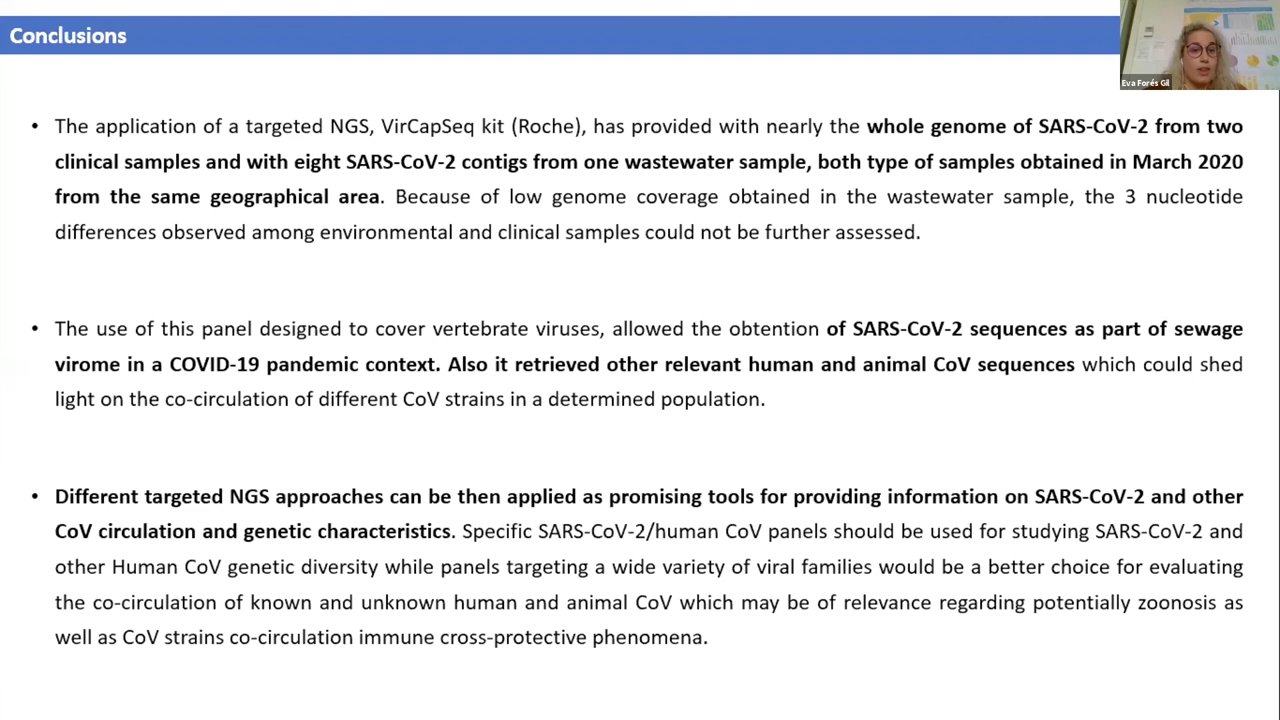 Conclusions
Eva Forés Gil
• The application of a targeted NGS, VirCapSeq kit (Roche), has provided with nearly the whole genome of SARS-CoV-2 from two
clinical samples and with eight SARS-CoV-2 contigs from one wastewater sample, both type of samples obtained in March 2020
from the same geographical area. Because of low genome coverage obtained in the wastewater sample, the 3 nucleotide
differences observed among environmental and clinical samples could not be further assessed.
• The use of this panel designed to cover vertebrate viruses, allowed the obtention of SARS-CoV-2 sequences as part of sewage
virome in a COVID-19 pandemic context. Also it retrieved other relevant human and animal CoV sequences which could shed
light on the co-circulation of different CoV strains in a determined population.
• Different targeted NGS approaches can be then applied as promising tools for providing information on SARS-CoV-2 and other
CoV circulation and genetic characteristics. Specific SARS-CoV-2/human CoV panels should be used for studying SARS-CoV-2 and
other Human CoV genetic diversity while panels targeting a wide variety of viral families would be a better choice for evaluating
the co-circulation of known and unknown human and animal CoV which may be of relevance regarding potentially zoonosis as
well as CoV strains co-circulation immune cross-protective phenomena.